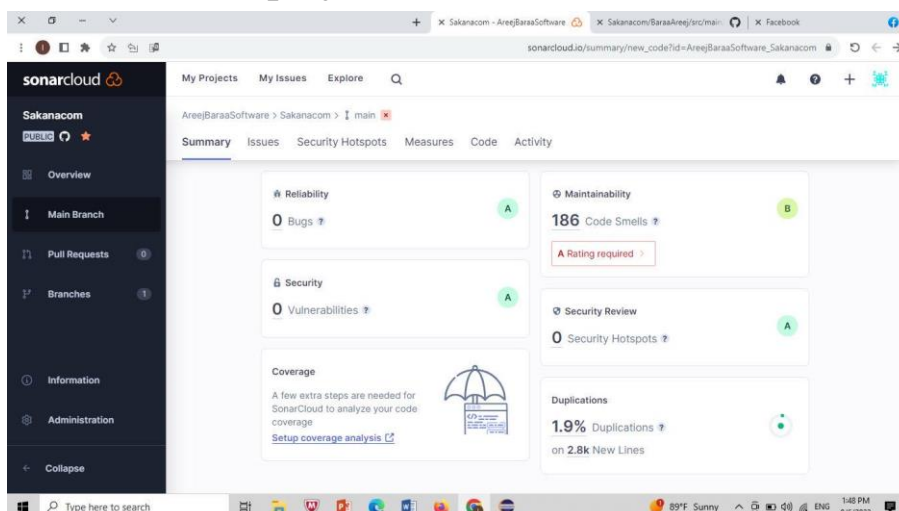 Sakanacom - AreejBaraaSoftware
Sakanacom/BaraaAreej/src/main
Facebook
sonarcloud.io/summary/new_code?id=AreejBaraaSoftware_Sakanacom
sonarcloud
My Projects My Issues Explore
Sakanacom
PUBLIC
AreejBaraaSoftware > Sakanacom > main
Summary Issues Security Hotspots Measures Code Activity
Overview
Main Branch
Pull Requests 0
Branches 1
Information
Administration
Collapse
Reliability
0 Bugs ?
A
Maintainability
186 Code Smells ?
B
A Rating required >
Security
0 Vulnerabilities ?
A
Security Review
0 Security Hotspots ?
A
Coverage
A few extra steps are needed for
SonarCloud to analyze your code
coverage
Setup coverage analysis
Duplications
1.9% Duplications ?
on 2.8k New Lines
Type here to search
89°F Sunny
ENG
1:48 PM